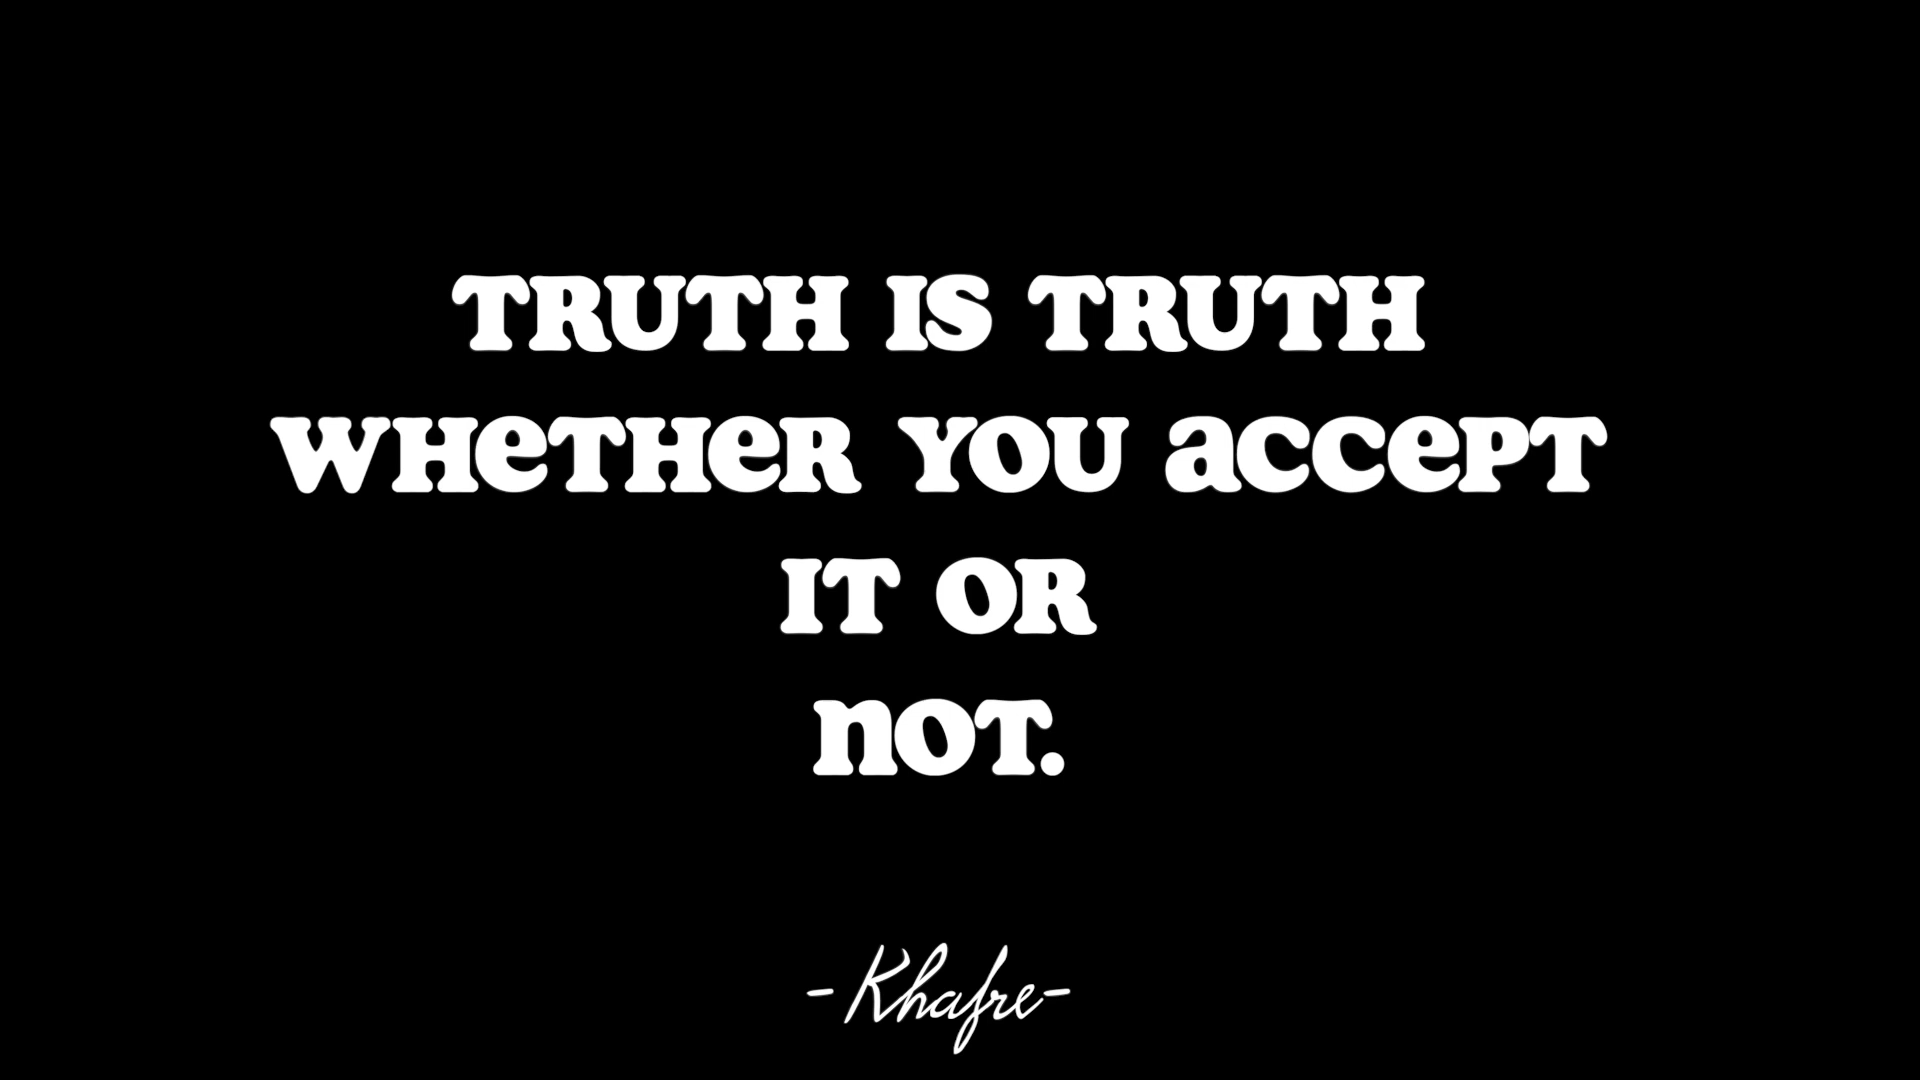 TRUTH IS TRUTH
WHeTHeR YOU accePT
IT OR
nOT.
-Khafre-